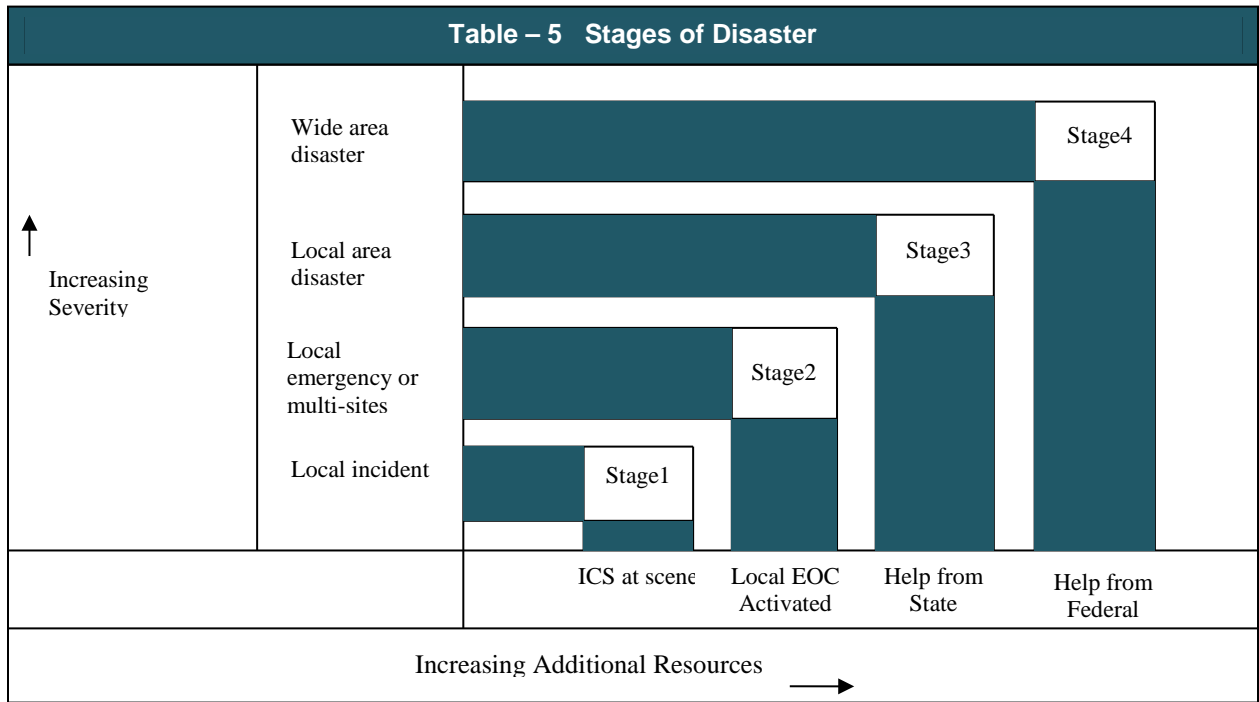 Table – 5 Stages of Disaster
Wide area
disaster
Stage4
Local area
disaster
Stage3
Increasing
Severity
Local
emergency or
multi-sites
Stage2
Local incident
Stage1
ICS at scene
Local EOC
Activated
Help from
State
Help from
Federal
Increasing Additional Resources